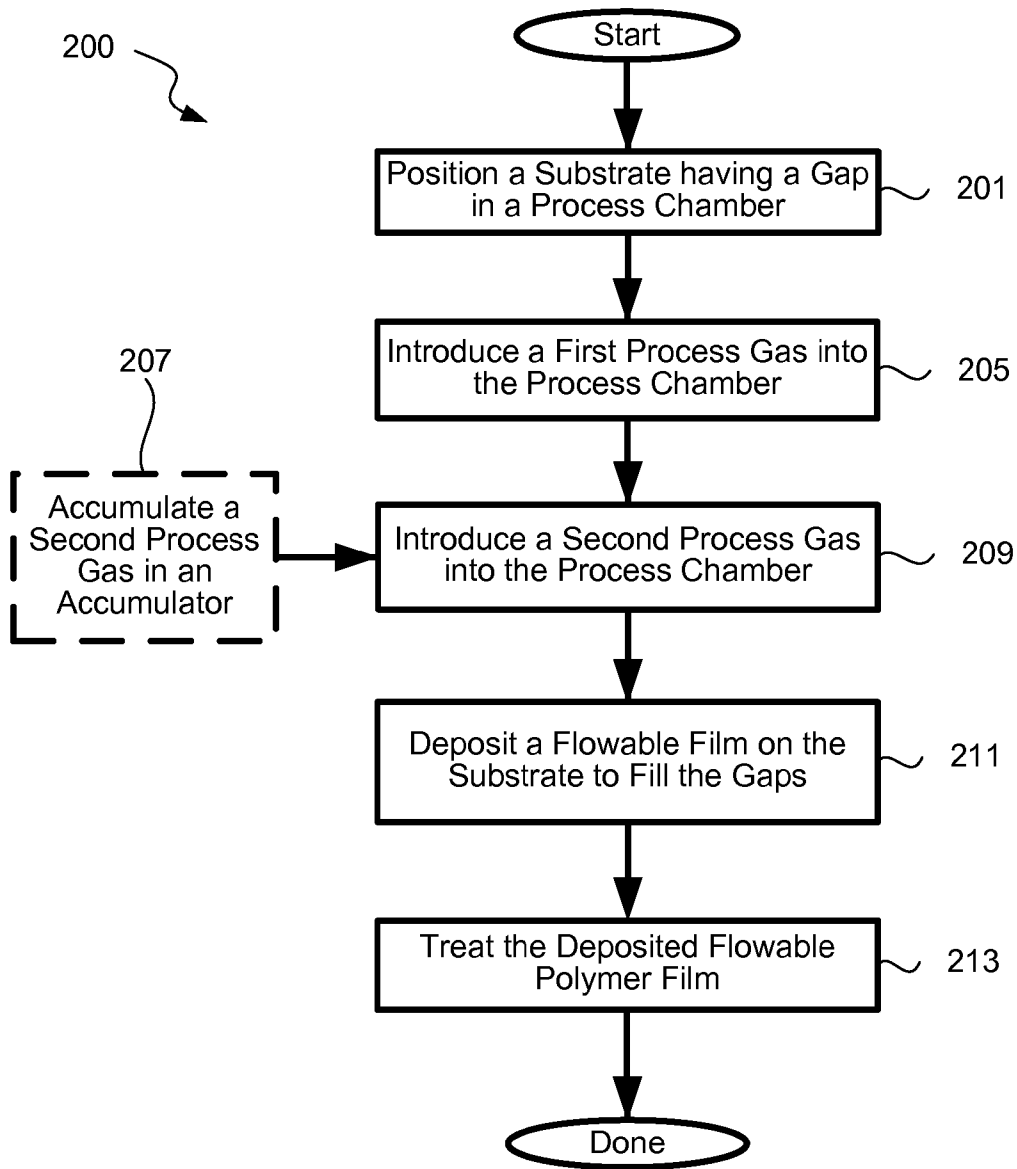 200
Start
Position a Substrate having a Gap
in a Process Chamber
201
Introduce a First Process Gas into
the Process Chamber
205
207
Accumulate a
Second Process
Gas in an
Accumulator
Introduce a Second Process Gas
into the Process Chamber
209
Deposit a Flowable Film on the
Substrate to Fill the Gaps
211
Treat the Deposited Flowable
Polymer Film
213
Done